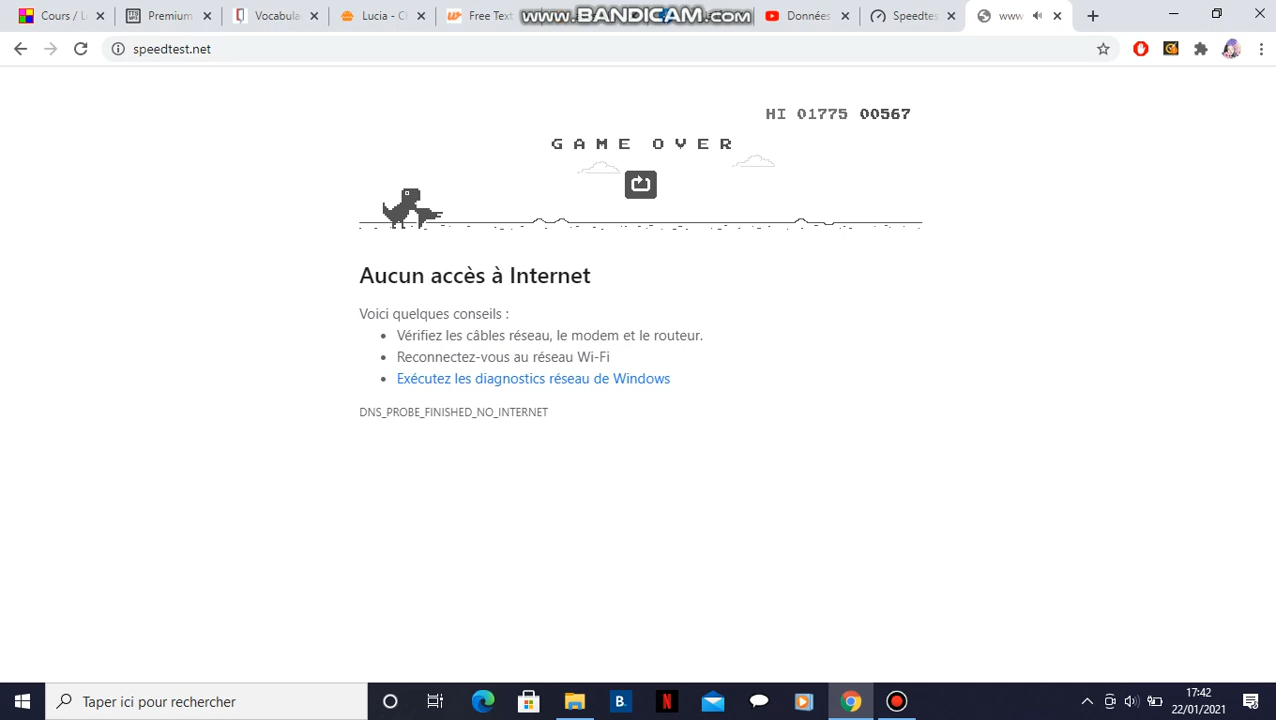 www.BANDICAM.com
Cours
Premium
Vocabula
Lucia -
Free Text
Données
Speedtes
www
speedtest.net
HI 01775 00567
GAME OVER
Aucun accès à Internet
Voici quelques conseils :
Vérifiez les câbles réseau, le modem et le routeur.
Reconnectez-vous au réseau Wi-Fi
Exécutez les diagnostics réseau de Windows
DNS_PROBE_FINISHED_NO_INTERNET
Taper ici pour rechercher
B.
N
17:42
22/01/2021